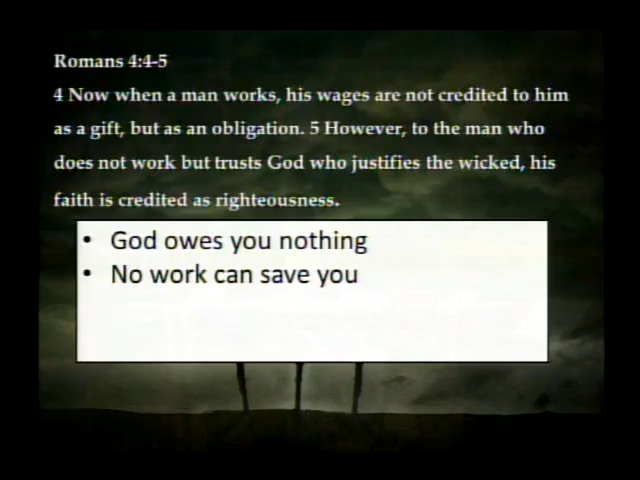 Romans 4:4-5
4 Now when a man works, his wages are not credited to him
as a gift, but as an obligation. 5 However, to the man who
does not work but trusts God who justifies the wicked, his
faith is credited as righteousness.
• God owes you nothing
• No work can save you